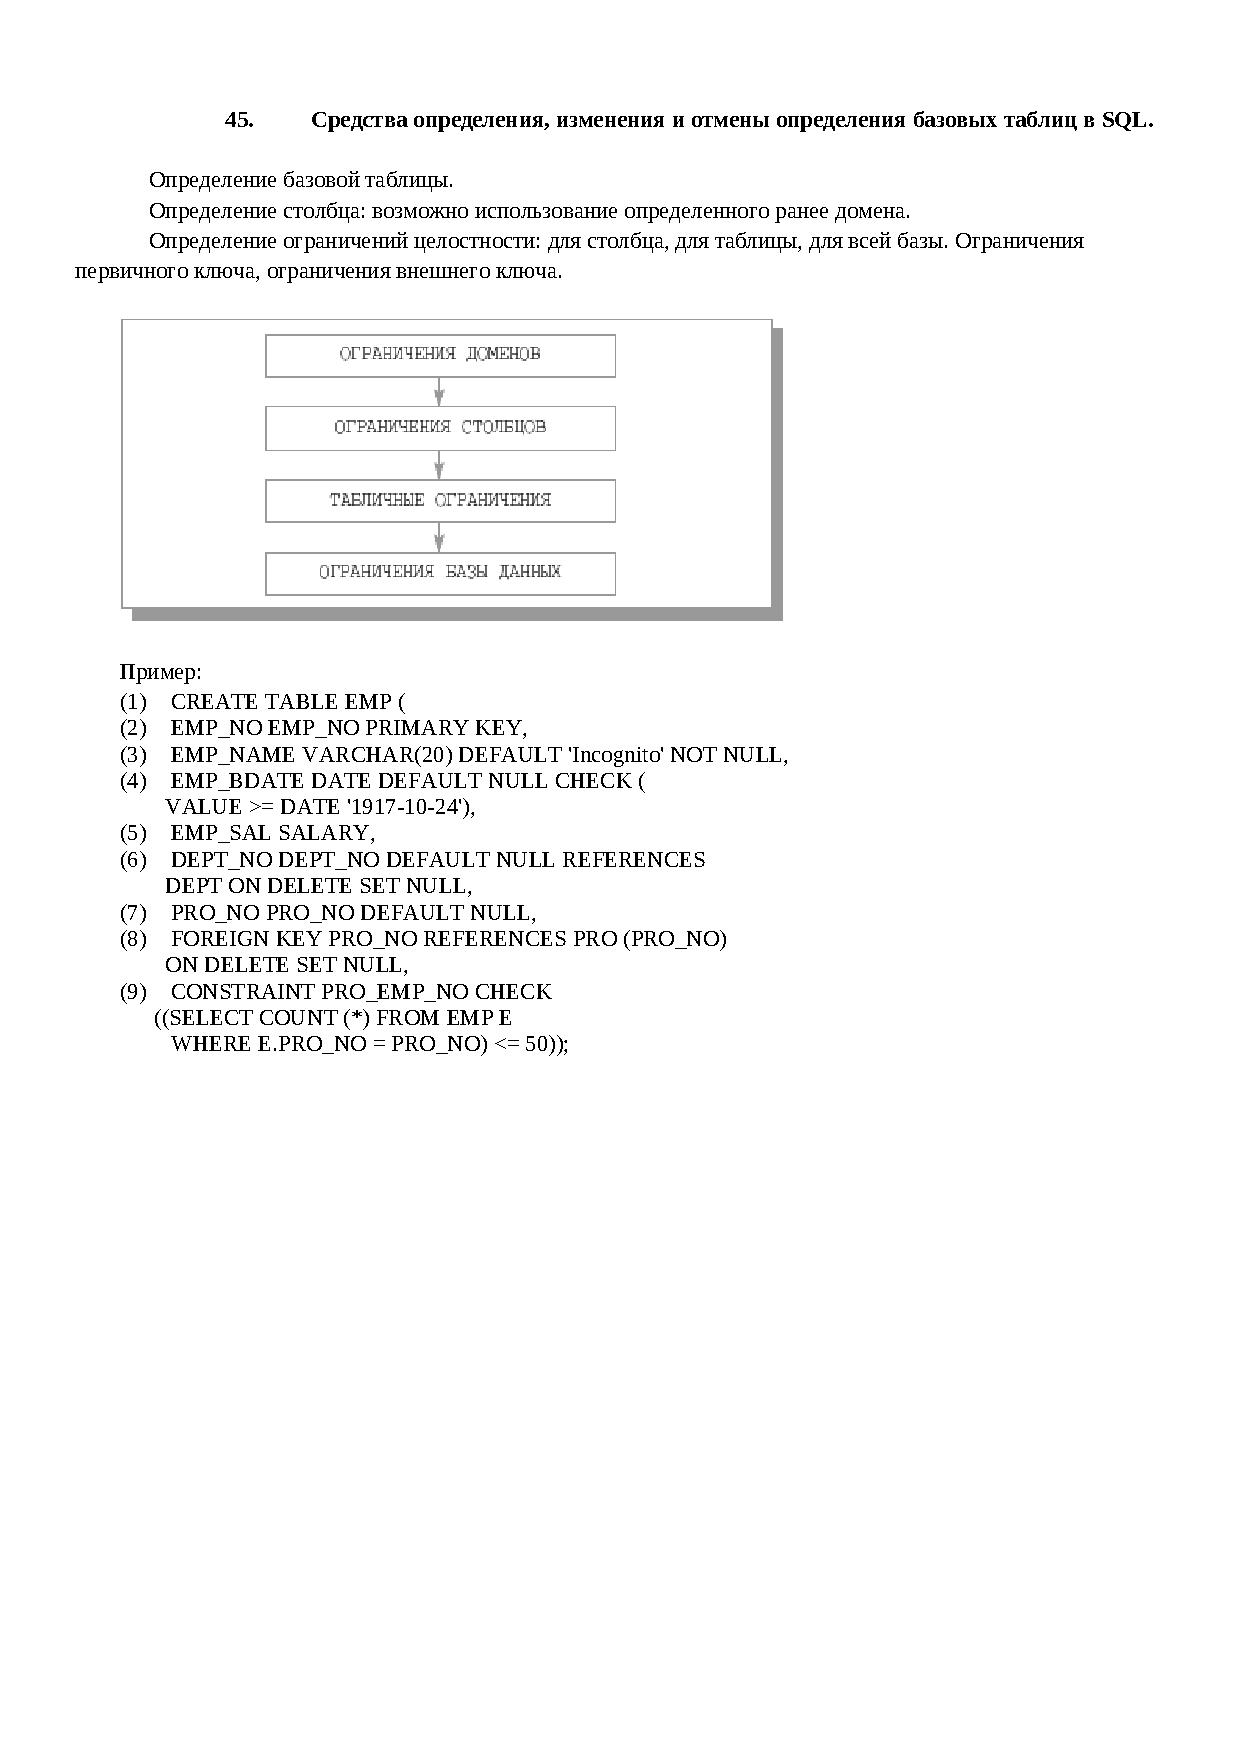 45. Средства определения, изменения и отмены определения базовых таблиц в SQL.
Определение базовой таблицы.
Определение столбца: возможно использование определенного ранее домена.
Определение ограничений целостности: для столбца, для таблицы, для всей базы. Ограничения
первичного ключа, ограничения внешнего ключа.
ОГРАНИЧЕНИЯ ДОМЕНОВ
ОГРАНИЧЕНИЯ СТОЛБЦОВ
ТАБЛИЧНЫЕ ОГРАНИЧЕНИЯ
ОГРАНИЧЕНИЯ БАЗЫ ДАННЫХ
Пример:
(1) CREATE TABLE EMP (
(2) EMP_NO EMP_NO PRIMARY KEY,
(3) EMP_NAME VARCHAR(20) DEFAULT 'Incognito' NOT NULL,
(4) EMP_BDATE DATE DEFAULT NULL CHECK (
VALUE >= DATE '1917-10-24'),
(5) EMP_SAL SALARY,
(6) DEPT_NO DEPT_NO DEFAULT NULL REFERENCES
DEPT ON DELETE SET NULL,
(7) PRO_NO PRO_NO DEFAULT NULL,
(8) FOREIGN KEY PRO_NO REFERENCES PRO (PRO_NO)
ON DELETE SET NULL,
(9) CONSTRAINT PRO_EMP_NO CHECK
((SELECT COUNT (*) FROM EMP E
WHERE E.PRO_NO = PRO_NO) <= 50));